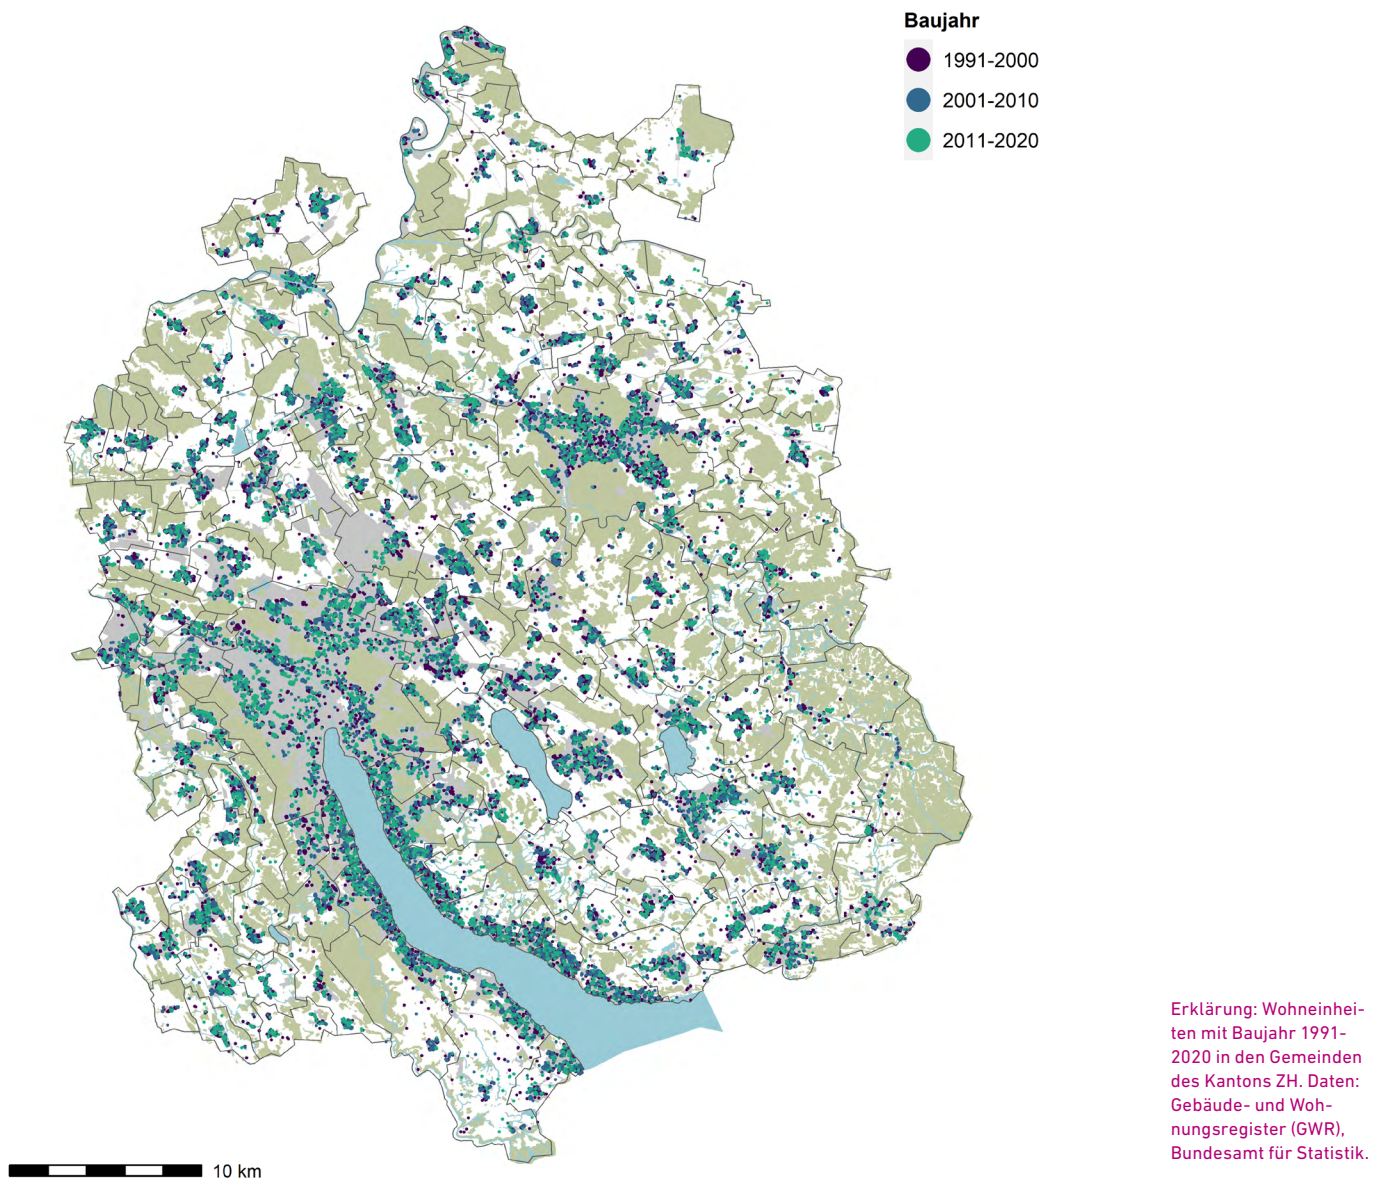 Baujahr
1991-2000
2001-2010
2011-2020
Erklärung: Wohneinhei-
ten mit Baujahr 1991-
2020 in den Gemeinden
des Kantons ZH. Daten:
Gebäude- und Woh-
nungsregister (GWR),
Bundesamt für Statistik.
10 km